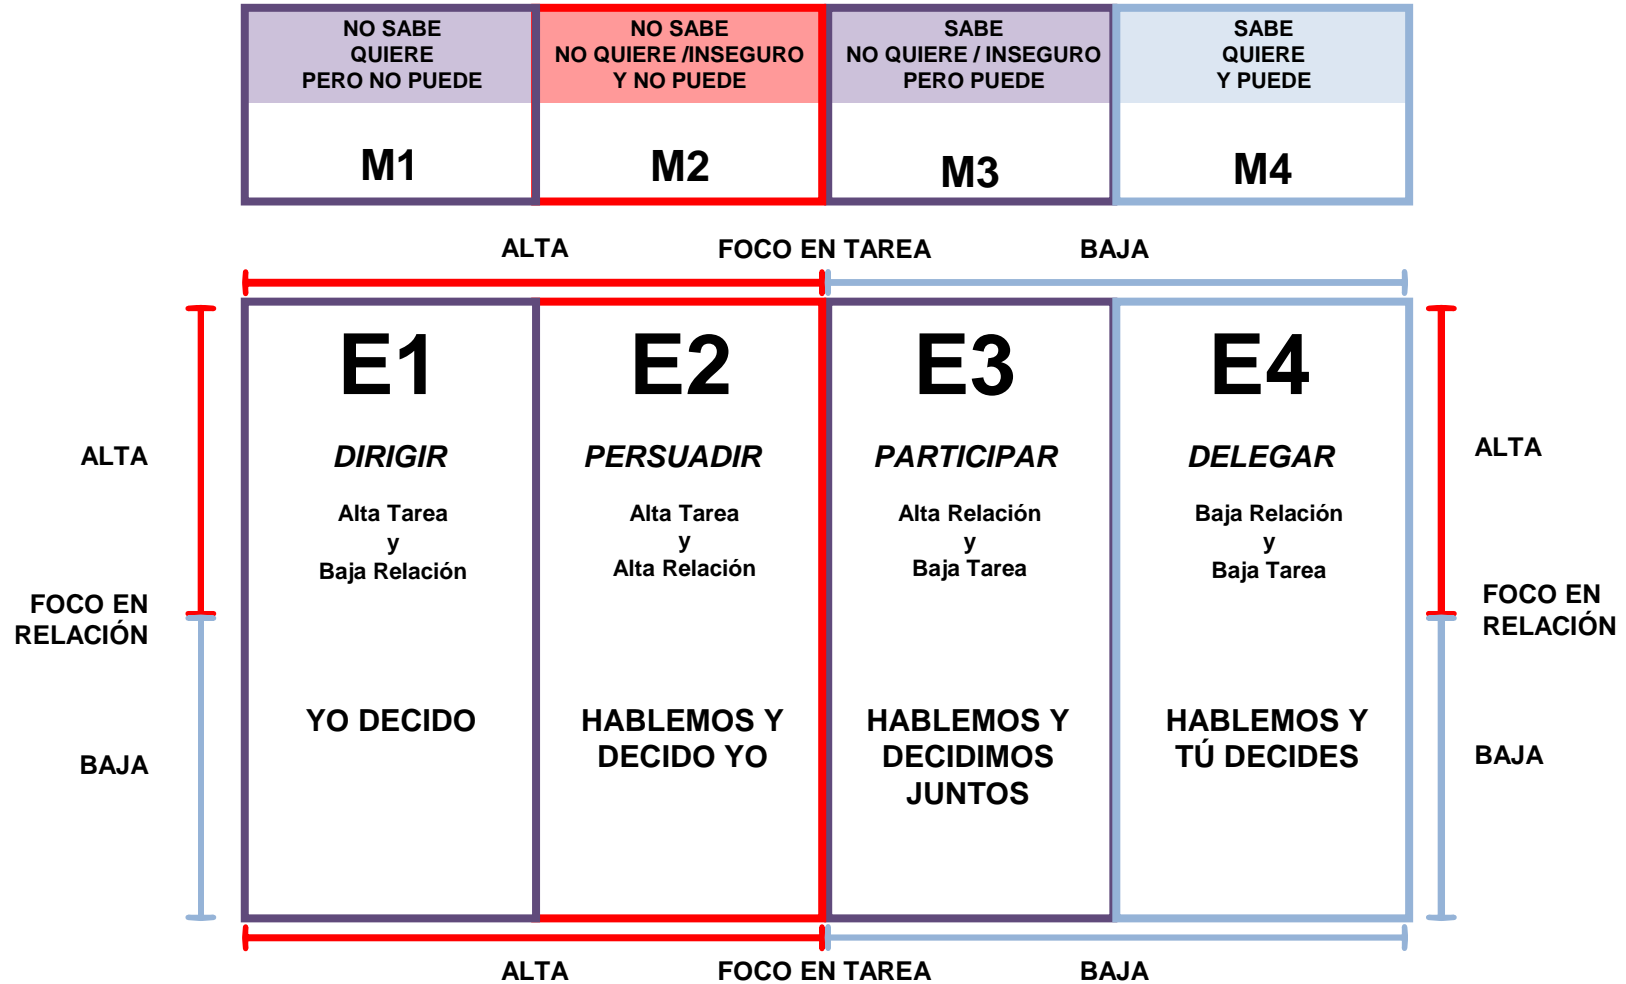 NO SABE
QUIERE
PERO NO PUEDE
M1
NO SABE
NO QUIERE /INSEGURO
Y NO PUEDE
M2
SABE
NO QUIERE / INSEGURO
PERO PUEDE
M3
SABE
QUIERE
Y PUEDE
M4
ALTA
FOCO EN TAREA
BAJA
ALTA
FOCO EN
RELACIÓN
BAJA
E1
DIRIGIR
Alta Tarea
y
Baja Relación
YO DECIDO
E2
PERSUADIR
Alta Tarea
y
Alta Relación
HABLEMOS Y
DECIDO YO
E3
PARTICIPAR
Alta Relación
y
Baja Tarea
HABLEMOS Y
DECIDIMOS
JUNTOS
E4
DELEGAR
Baja Relación
y
Baja Tarea
HABLEMOS Y
TÚ DECIDES
ALTA
FOCO EN
RELACIÓN
BAJA
ALTA
FOCO EN TAREA
BAJA